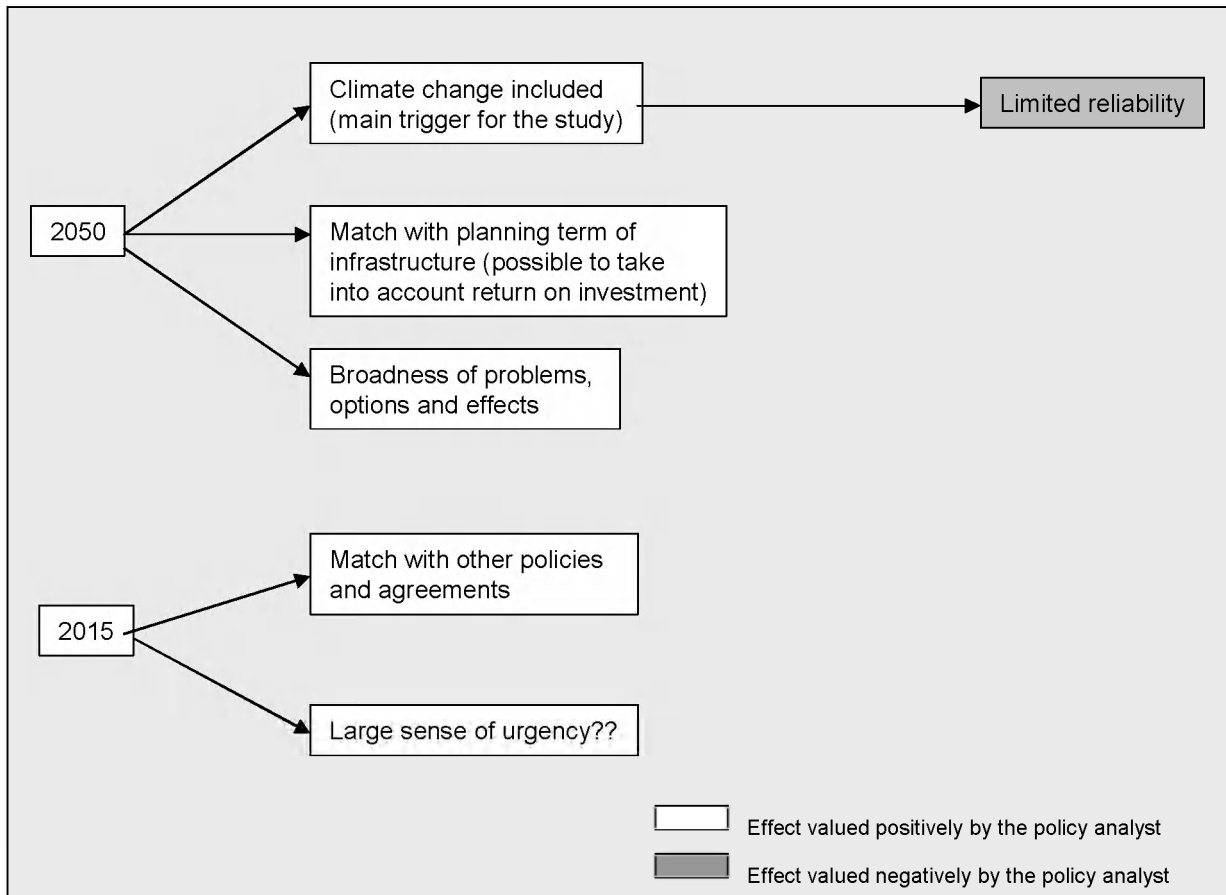 Climate change included
(main trigger for the study)
Limited reliability
2050
Match with planning term of
infrastructure (possible to take
into account return on investment)
Broadness of problems,
options and effects
Match with other policies
and agreements
2015
Large sense of urgency??
Effect valued positively by the policy analyst
Effect valued negatively by the policy analyst